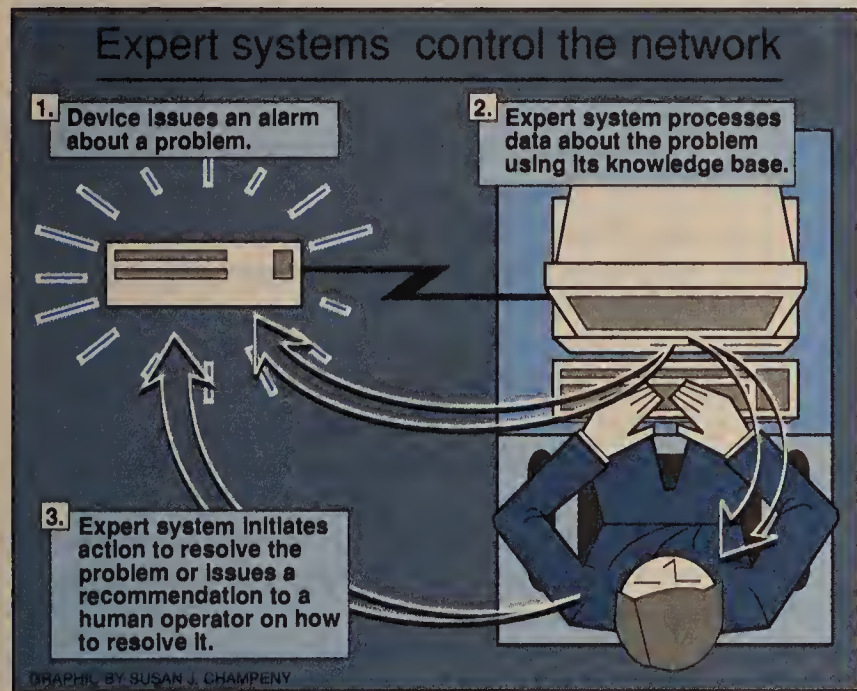 Expert systems control the network
1.
Device issues an alarm
about a problem.
2.
Expert system processes
data about the problem
using its knowledge base.
3.
Expert system initiates
action to resolve the
problem or issues a
recommendation to a
human operator on how
to resolve it.
GRAPHIC BY SUSAN J. CHAMPENY